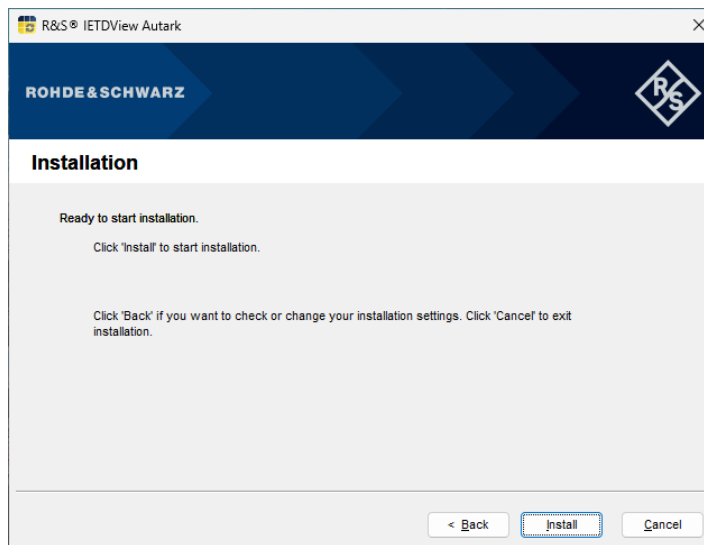 R&S® IETDView Autark
ROHDE&SCHWARZ
R
S
Installation
Ready to start installation.
Click 'Install' to start installation.
Click 'Back' if you want to check or change your installation settings. Click 'Cancel' to exit
installation.
< Back
Install
Cancel